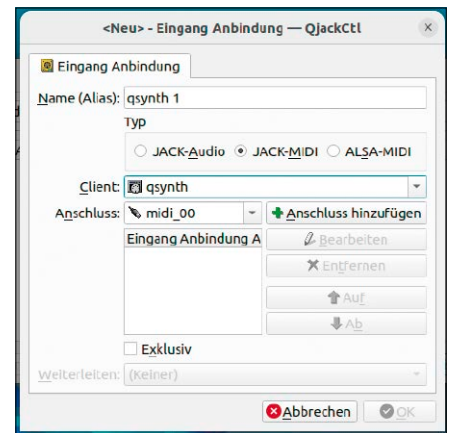 <Neu> - Eingang Anbindung — QjackCtl
Eingang Anbindung
Name (Alias): qsynth 1
Typ
JACK-Audio JACK-MIDI ALSA-MIDI
Client: qsynth
Anschluss: midi_00 Anschluss hinzufügen
Eingang Anbindung A Bearbeiten
Entfernen
Auf
Ab
Exklusiv
Weiterleiten: (Keiner)
Abbrechen OK